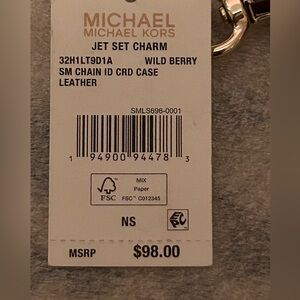 MICHAEL
MICHAEL KORS
JET SET CHARM
32H1LT9D1A WILD BERRY
SM CHAIN ID CRD CASE
LEATHER
SMLS696-0001
1 94900 94478 3
FSC
MIX
Paper
FSC™ C012345
NS
MSRP $98.00